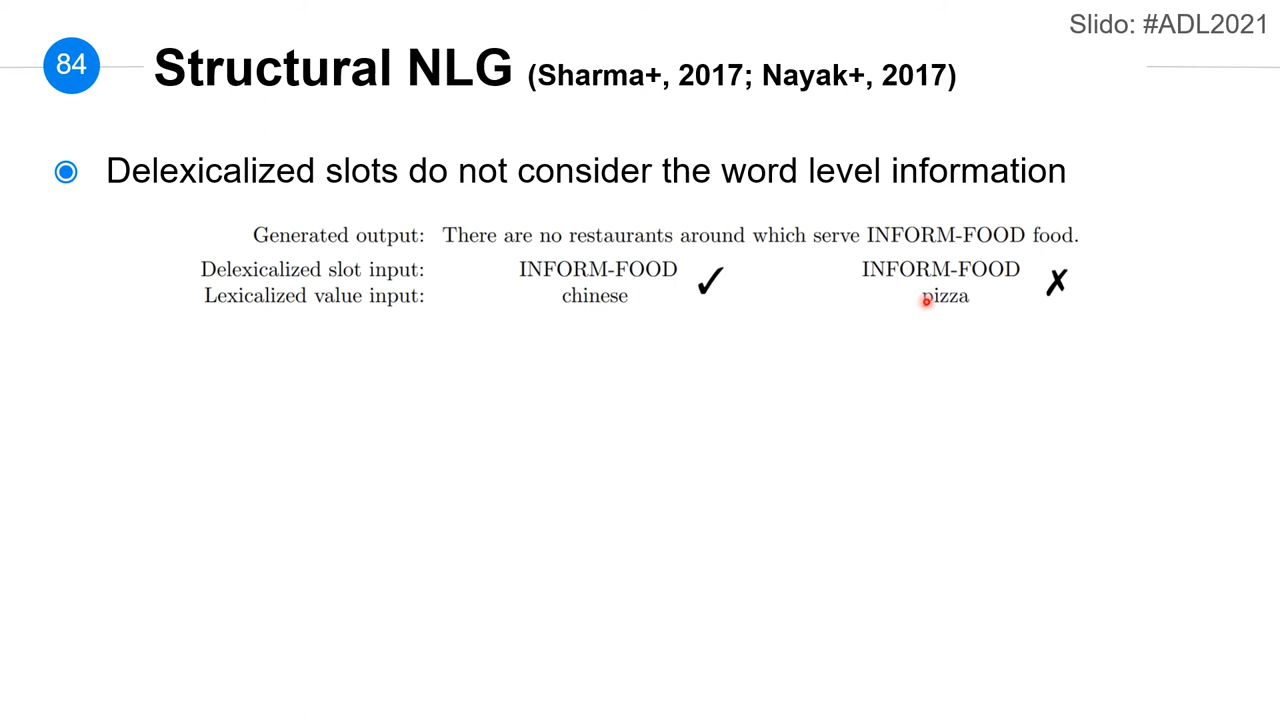 Slido: #ADL2021
84
Structural NLG (Sharma+, 2017; Nayak+, 2017)
Delexicalized slots do not consider the word level information
Generated output: There are no restaurants around which serve INFORM-FOOD food.
Delexicalized slot input: INFORM-FOOD ✓ INFORM-FOOD ✗
Lexicalized value input: chinese pizza